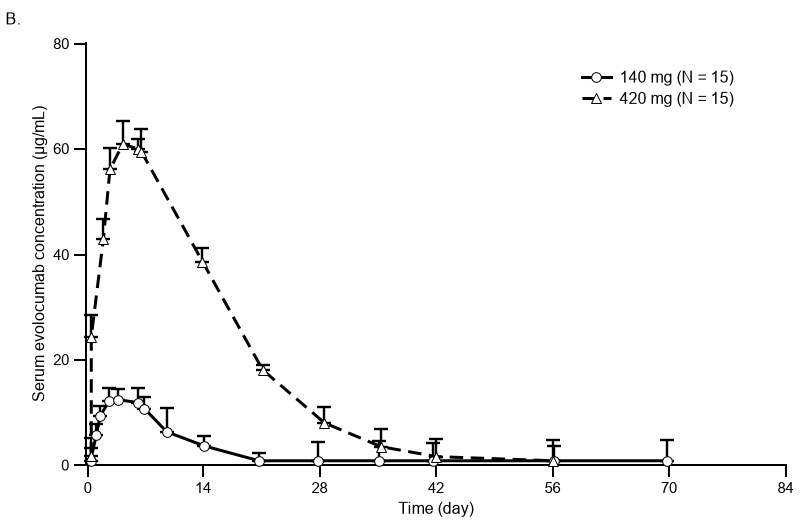 B.
80
60
40
20
0
Serum evolocumab concentration (µg/mL)
140 mg (N = 15)
420 mg (N = 15)
0 14 28 42 56 70 84
Time (day)